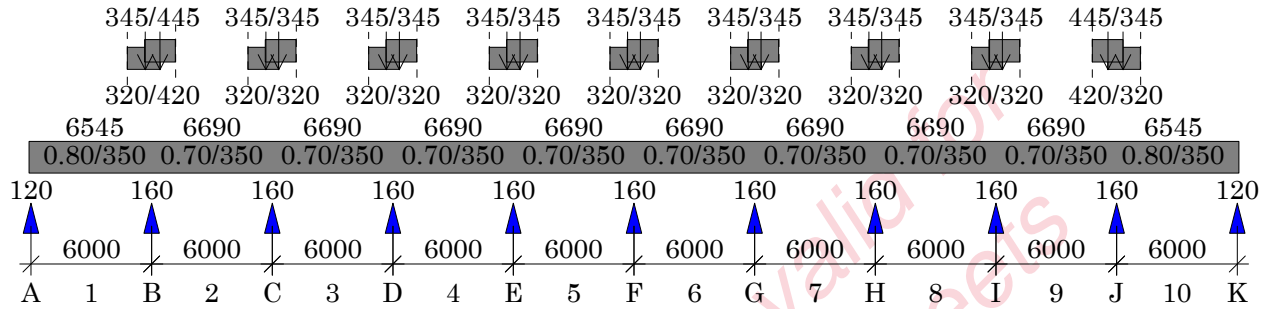 345/445 345/345 345/345 345/345 345/345 345/345 345/345 345/345 445/345
320/420 320/320 320/320 320/320 320/320 320/320 320/320 320/320 420/320
6545 6690 6690 6690 6690 6690 6690 6690 6690 6545
0.80/350 0.70/350 0.70/350 0.70/350 0.70/350 0.70/350 0.70/350 0.70/350 0.70/350 0.80/350
120 160 160 160 160 160 160 160 160 160 120
6000 6000 6000 6000 6000 6000 6000 6000 6000 6000
A 1 B 2 C 3 D 4 E 5 F 6 G 7 H 8 I 9 J 10 K
valid for